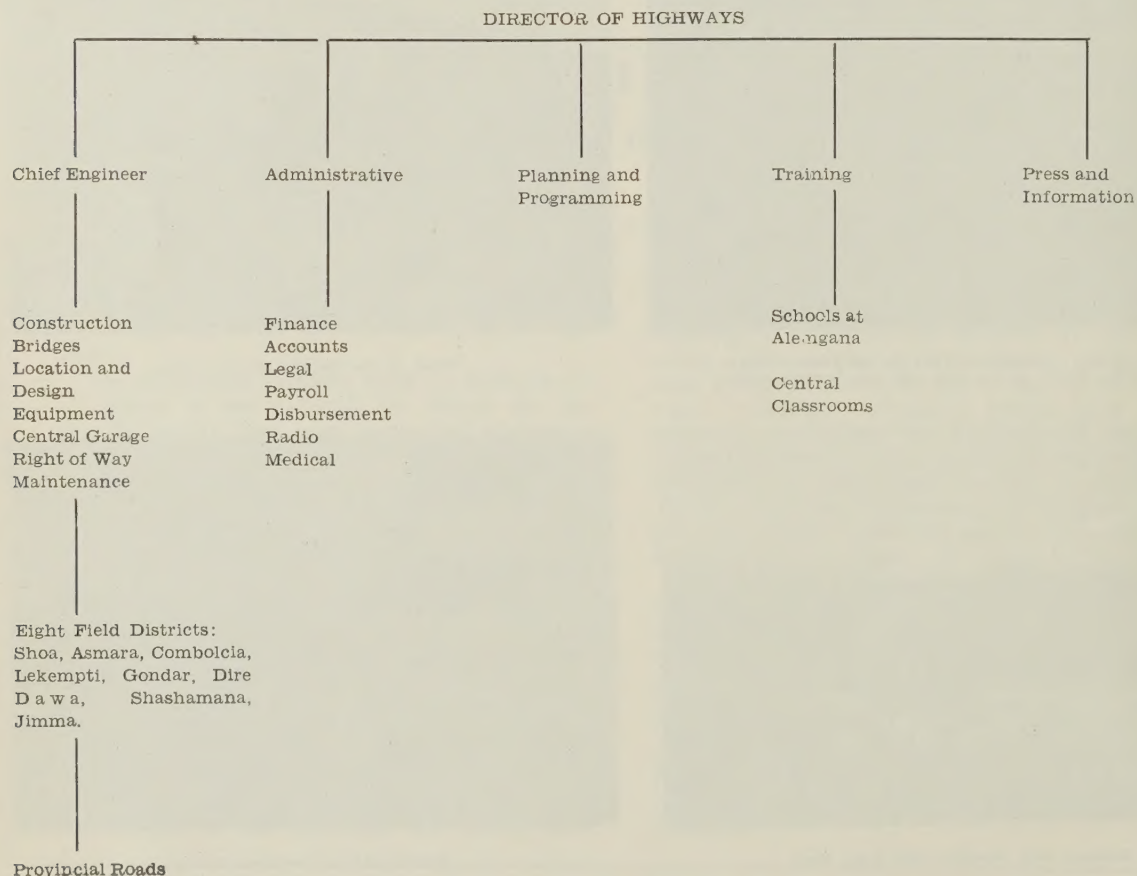 DIRECTOR OF HIGHWAYS
Chief Engineer
Administrative
Planning and
Programming
Training
Press and
Information
Construction
Bridges
Location and
Design
Equipment
Central Garage
Right of Way
Maintenance
Finance
Accounts
Legal
Payroll
Disbursement
Radio
Medical
Schools at
Alemgana
Central
Classrooms
Eight Field Districts:
Shoa, Asmara, Combolcia,
Lekempti, Gondar, Dire
Dawa, Shashamana,
Jimma.
Provincial Roads